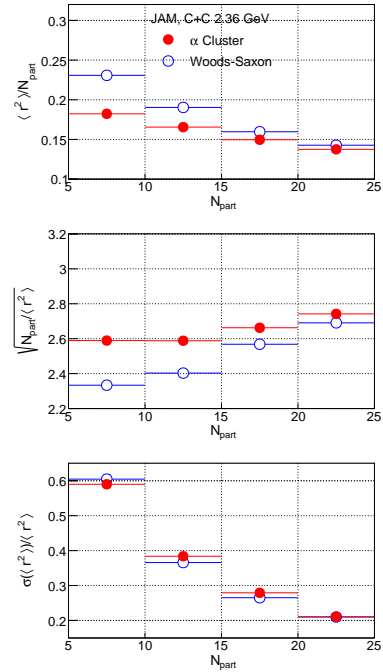 JAM, C+C 2.36 GeV
α Cluster
Woods-Saxon
⟨ r² ⟩/N_part
0.3
0.25
0.2
0.15
0.1
5 10 15 20 25
N_part
√N_part/⟨ r² ⟩
3.2
3
2.8
2.6
2.4
2.2
5 10 15 20 25
N_part
σ(⟨ r² ⟩)/⟨ r² ⟩
0.6
0.5
0.4
0.3
0.2
5 10 15 20 25
N_part